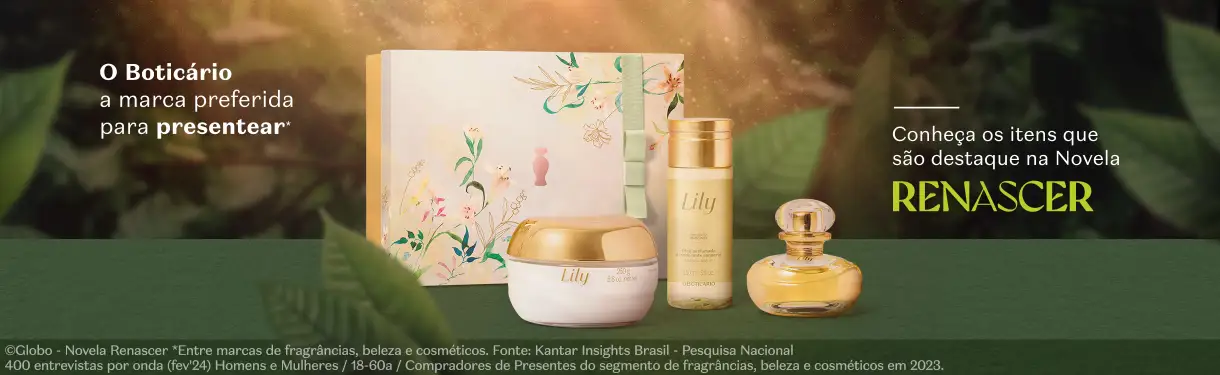 O Boticário
a marca preferida
para presentear*
Conheça os itens que
são destaque na Novela
RENASCER
Lily
Lily
250g
O BOTICÁRIO
©Globo - Novela Renascer *Entre marcas de fragrâncias, beleza e cosméticos. Fonte: Kantar Insights Brasil - Pesquisa Nacional
400 entrevistas por onda (fev'24) Homens e Mulheres / 18-60a / Compradores de Presentes do segmento de fragrâncias, beleza e cosméticos em 2023.